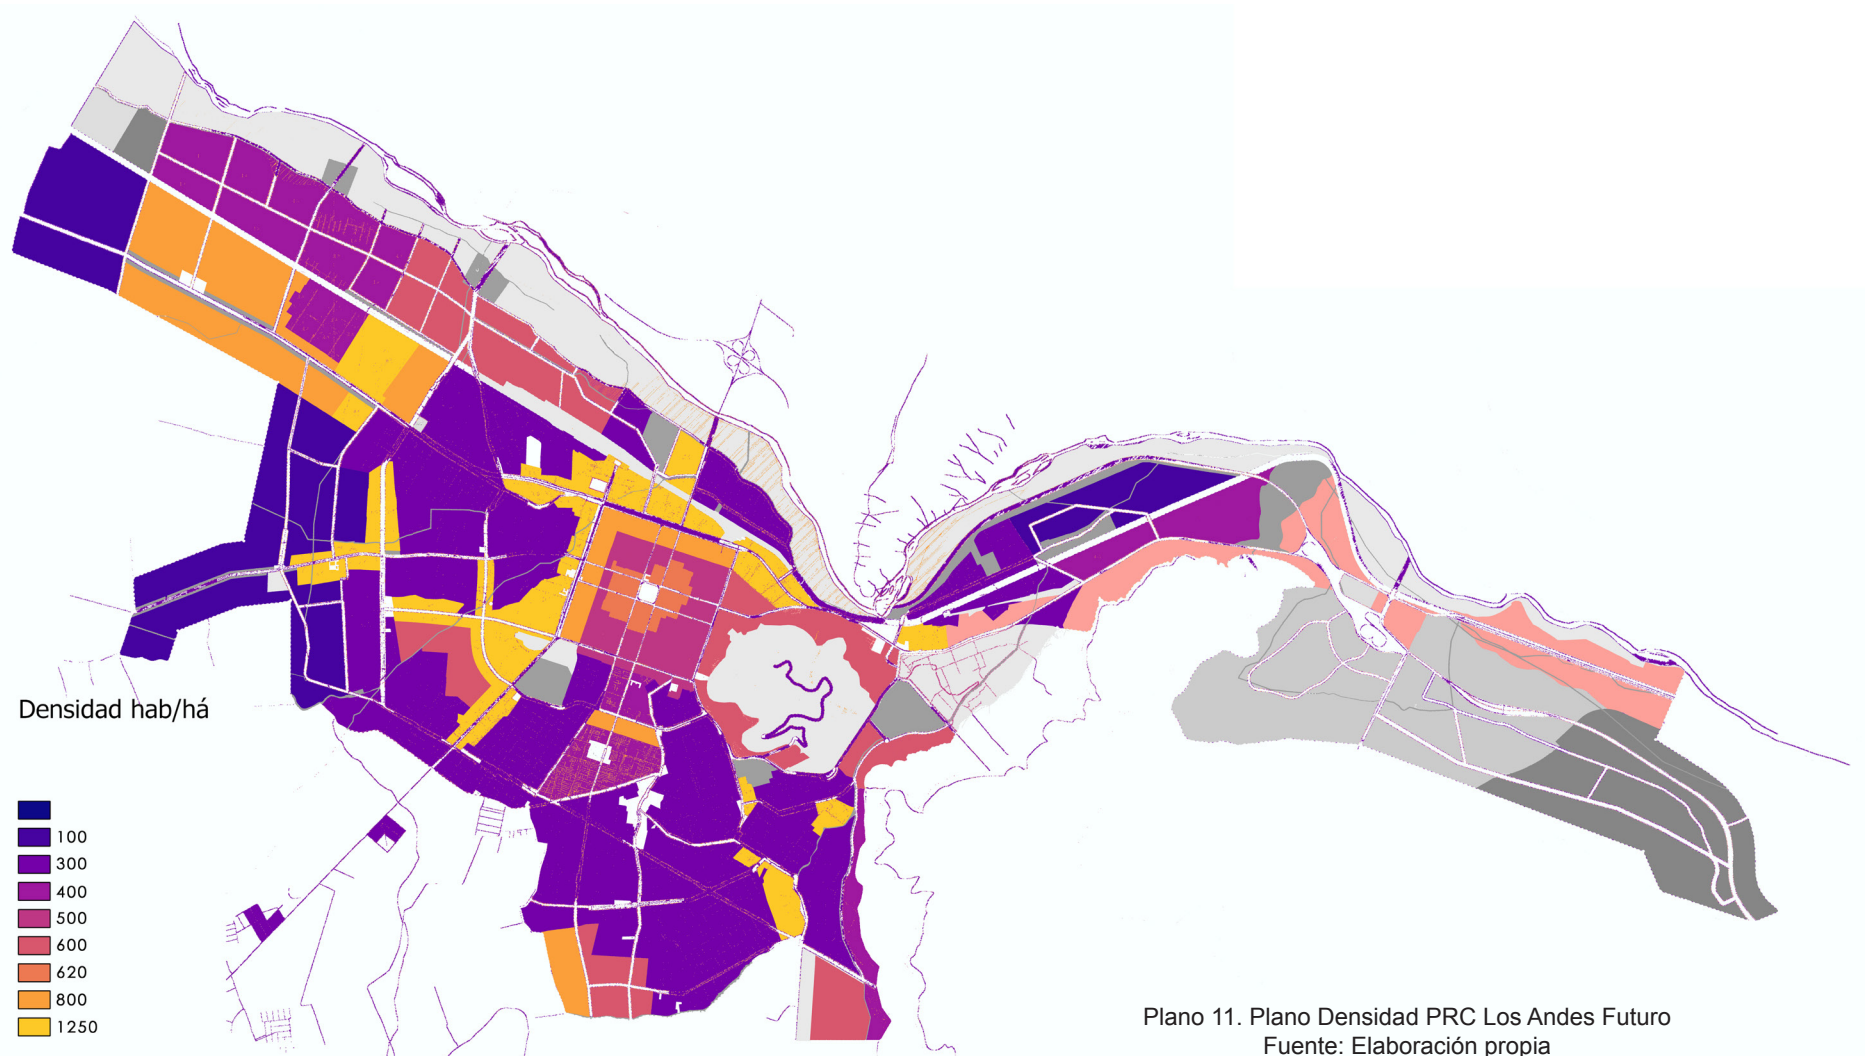 Densidad hab/há
100
300
400
500
600
620
800
1250
Plano 11. Plano Densidad PRC Los Andes Futuro
Fuente: Elaboración propia